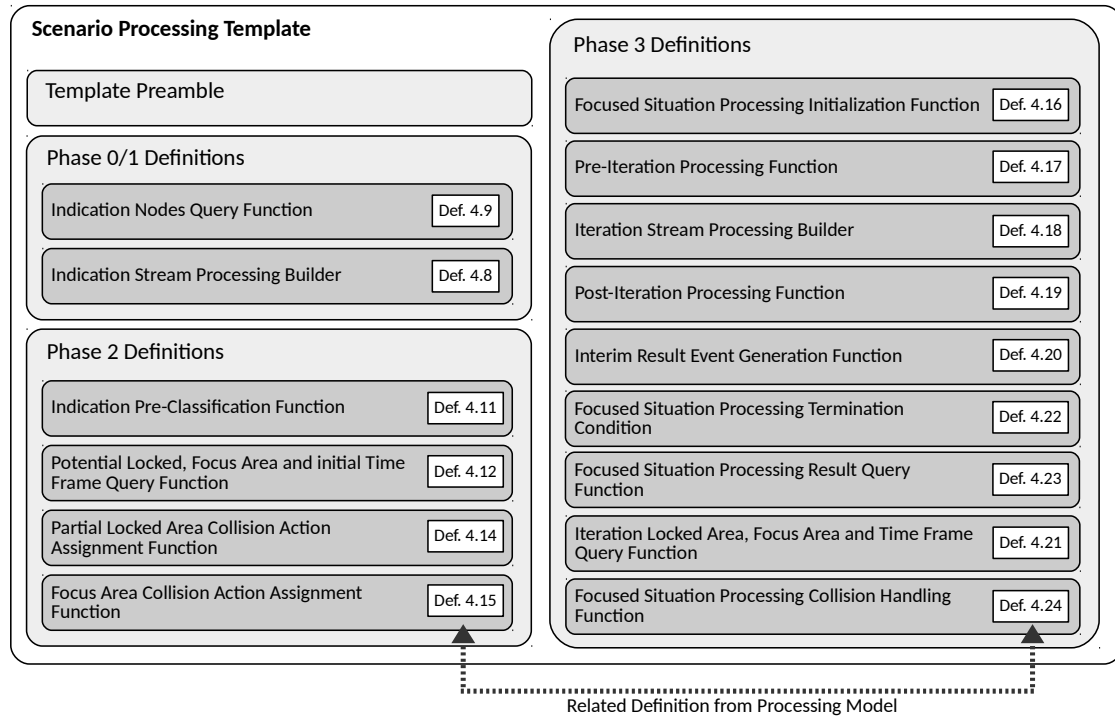 Scenario Processing Template
Template Preamble
Phase 0/1 Definitions
Indication Nodes Query Function
Def. 4.9
Indication Stream Processing Builder
Def. 4.8
Phase 2 Definitions
Indication Pre-Classification Function
Def. 4.11
Potential Locked, Focus Area and initial Time
Frame Query Function
Def. 4.12
Partial Locked Area Collision Action
Assignment Function
Def. 4.14
Focus Area Collision Action Assignment
Function
Def. 4.15
Phase 3 Definitions
Focused Situation Processing Initialization Function
Def. 4.16
Pre-Iteration Processing Function
Def. 4.17
Iteration Stream Processing Builder
Def. 4.18
Post-Iteration Processing Function
Def. 4.19
Interim Result Event Generation Function
Def. 4.20
Focused Situation Processing Termination
Condition
Def. 4.22
Focused Situation Processing Result Query
Function
Def. 4.23
Iteration Locked Area, Focus Area and Time Frame
Query Function
Def. 4.21
Focused Situation Processing Collision Handling
Function
Def. 4.24
Related Definition from Processing Model